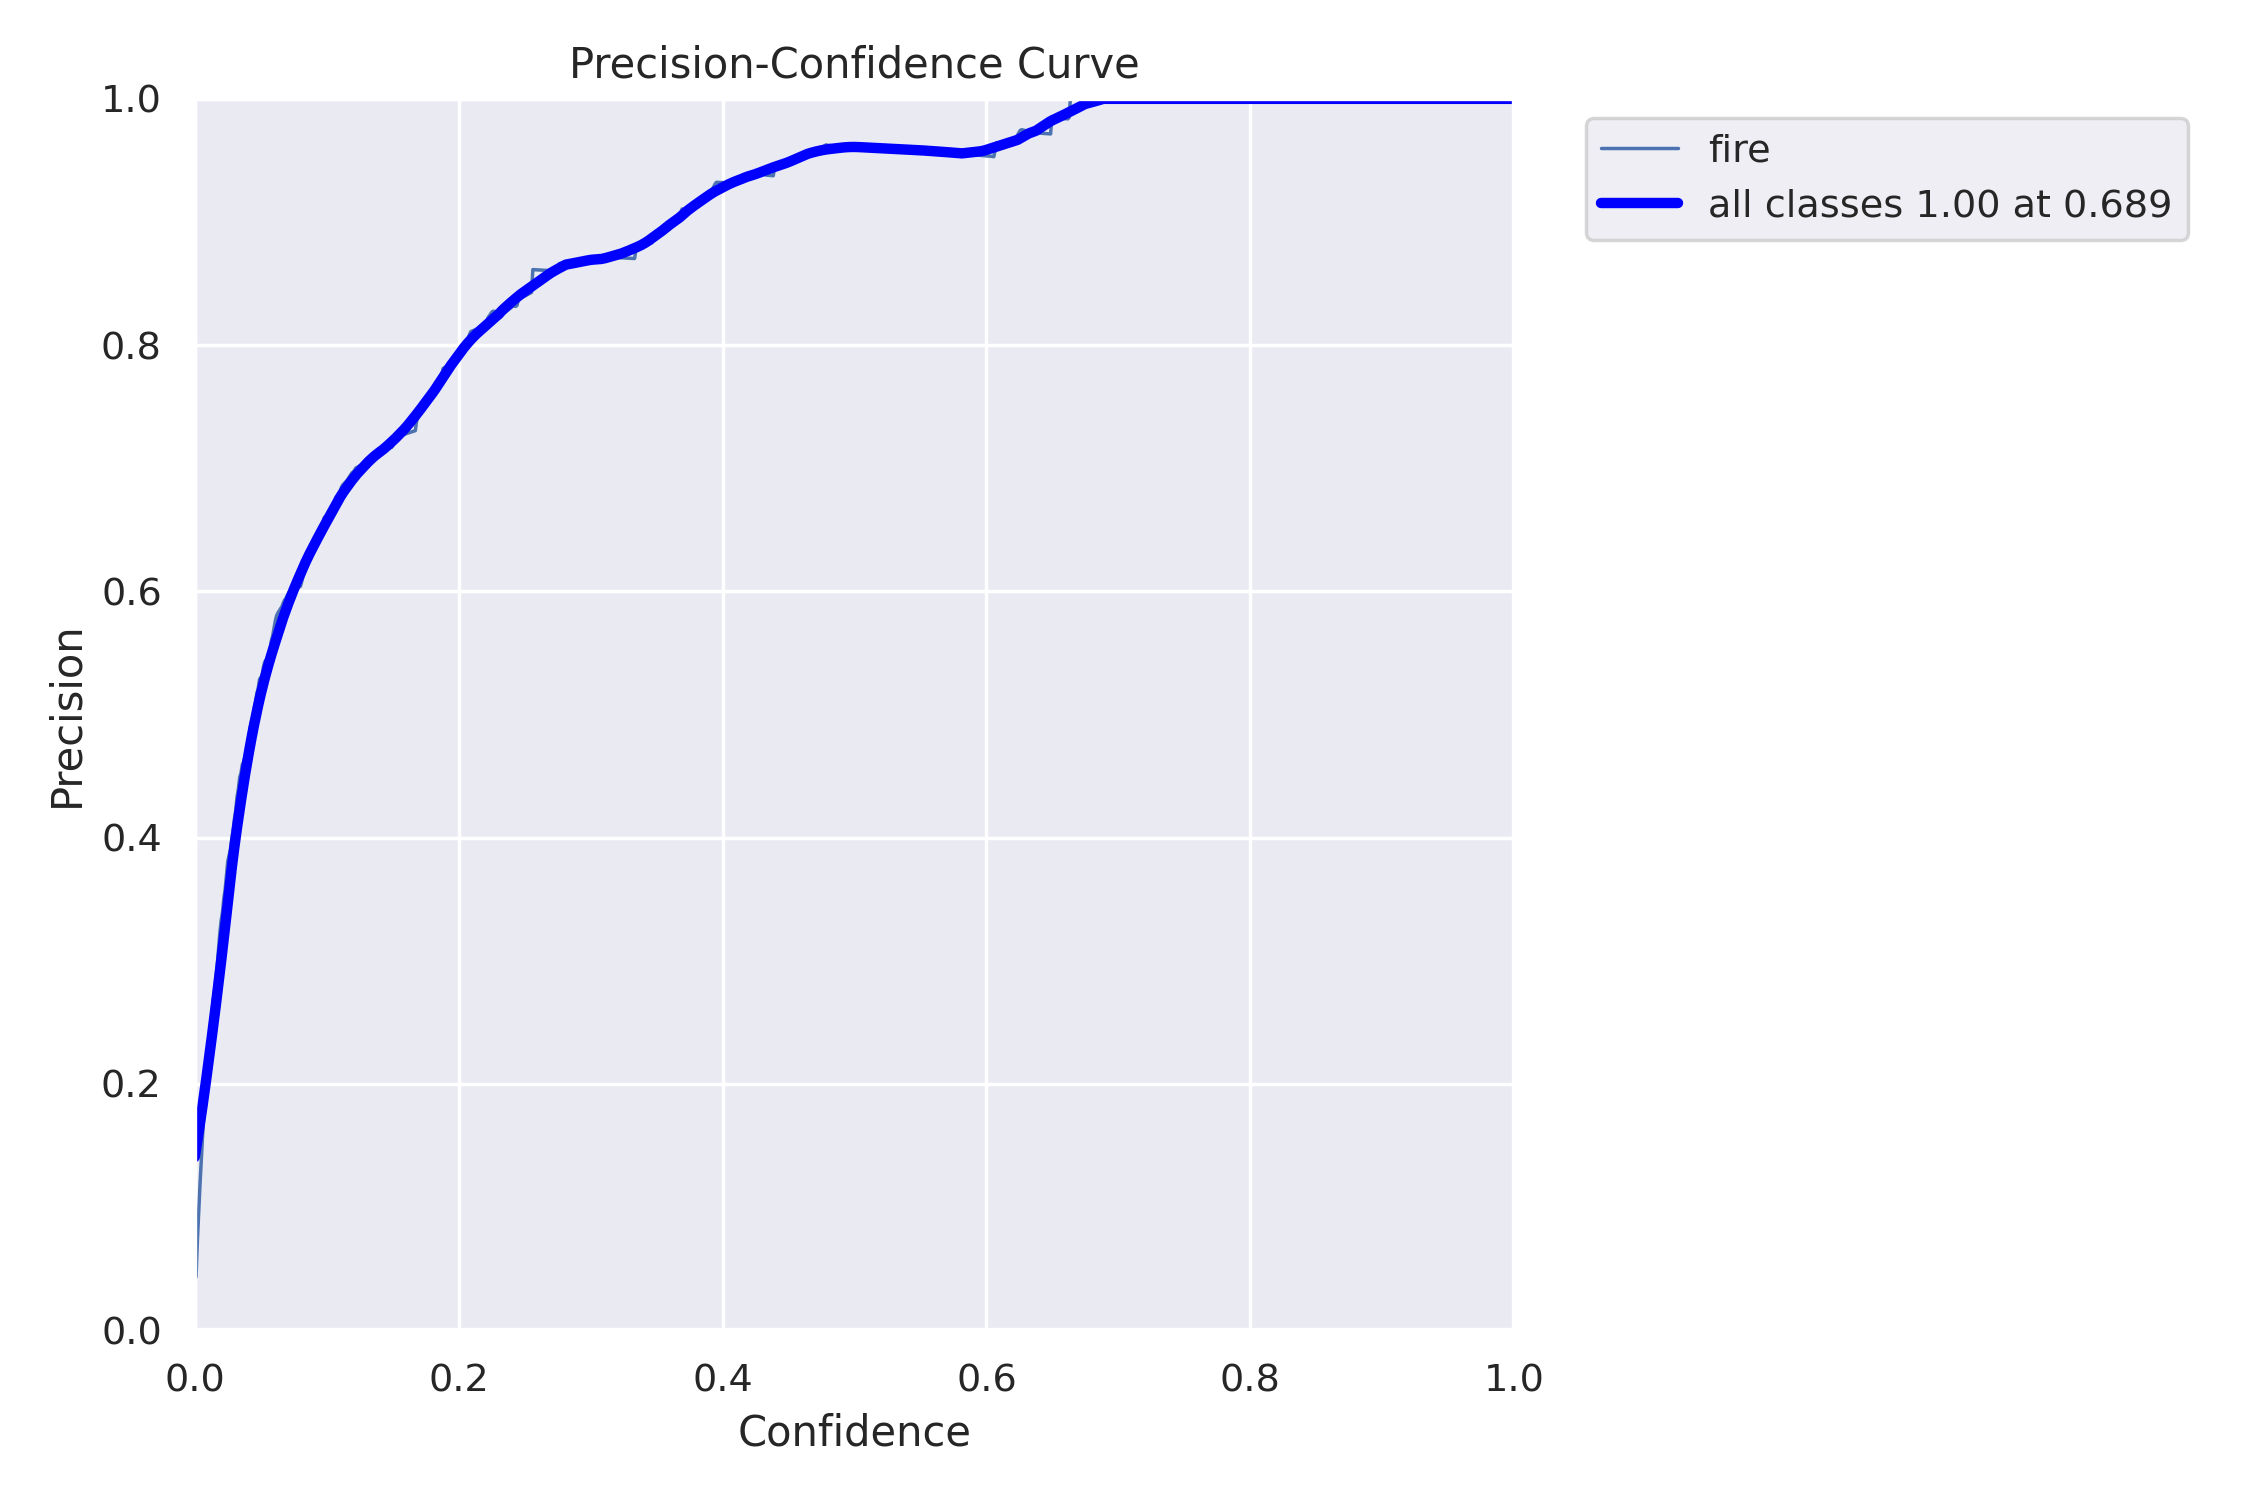 Precision-Confidence Curve
1.0
0.8
0.6
0.4
0.2
0.0
Precision
0.0 0.2 0.4 0.6 0.8 1.0
Confidence
fire
all classes 1.00 at 0.689